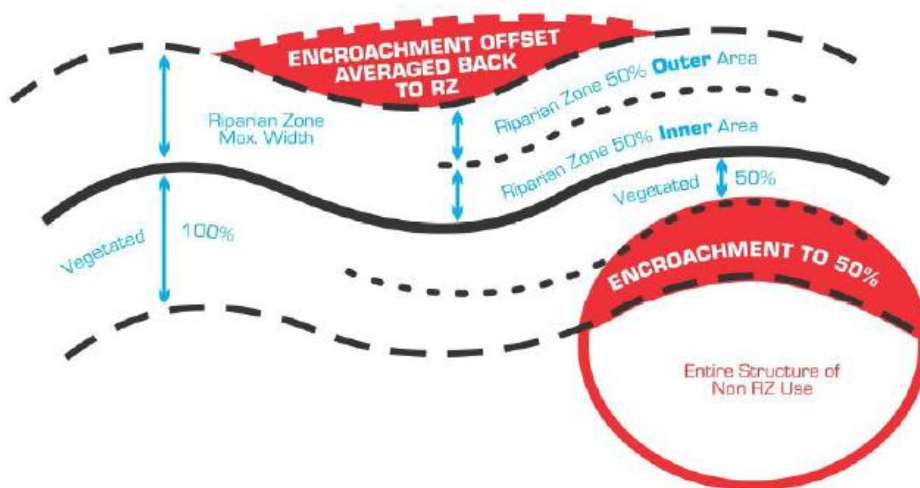 ENCROACHMENT OFFSET
AVERAGED BACK
TO RZ
Riparian Zone
Max. Width
Riparian Zone 50% Outer Area
Riparian Zone 50% Inner Area
Vegetated 100%
Vegetated 50%
ENCROACHMENT TO 50%
Entire Structure of
Non RZ Use